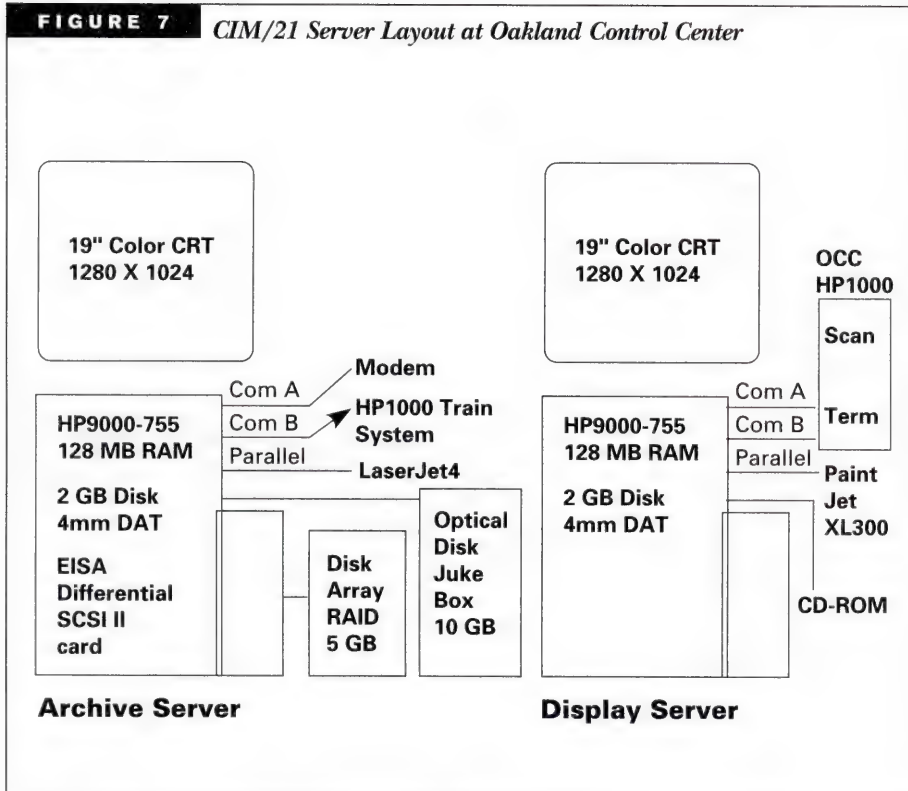 FIGURE 7
CIM/21 Server Layout at Oakland Control Center
19" Color CRT
1280 X 1024
Com A
Modem
Com B
HP1000 Train
System
Parallel
LaserJet4
HP9000-755
128 MB RAM
2 GB Disk
4mm DAT
EISA
Differential
SCSI II
card
Disk
Array
RAID
5 GB
Optical
Disk
Juke
Box
10 GB
Archive Server
19" Color CRT
1280 X 1024
OCC
HP1000
Scan
Term
Com A
Com B
Parallel
Paint
Jet
XL300
HP9000-755
128 MB RAM
2 GB Disk
4mm DAT
CD-ROM
Display Server